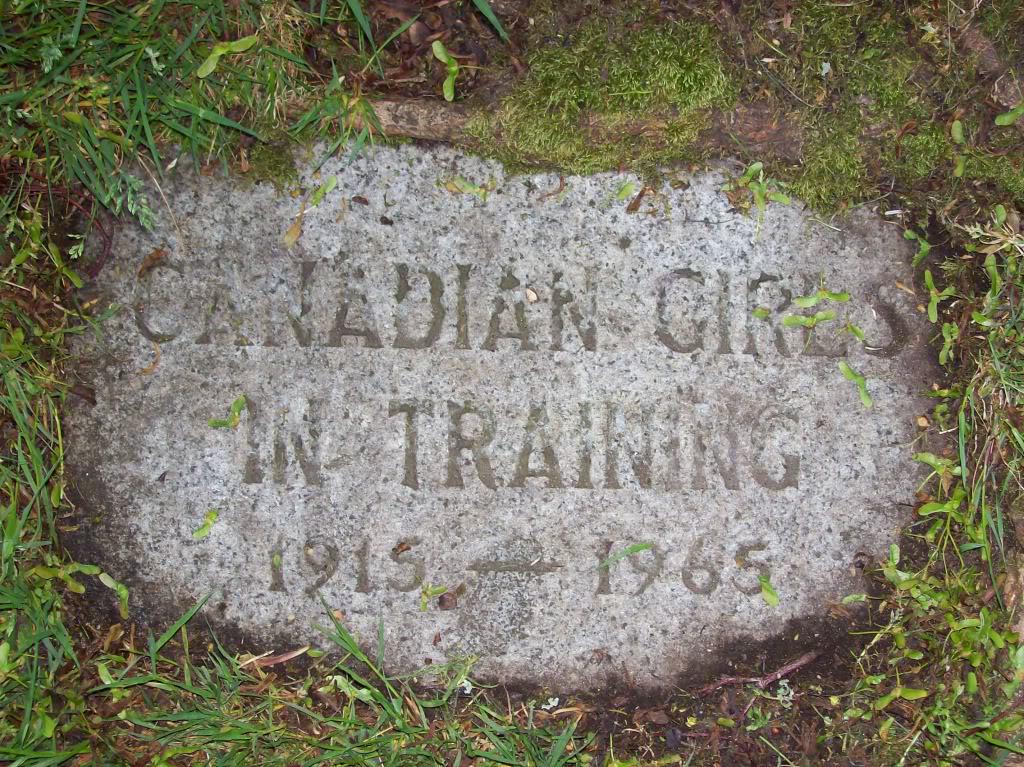 CANADIAN GIRLS
IN TRAINING
1915 — 1965